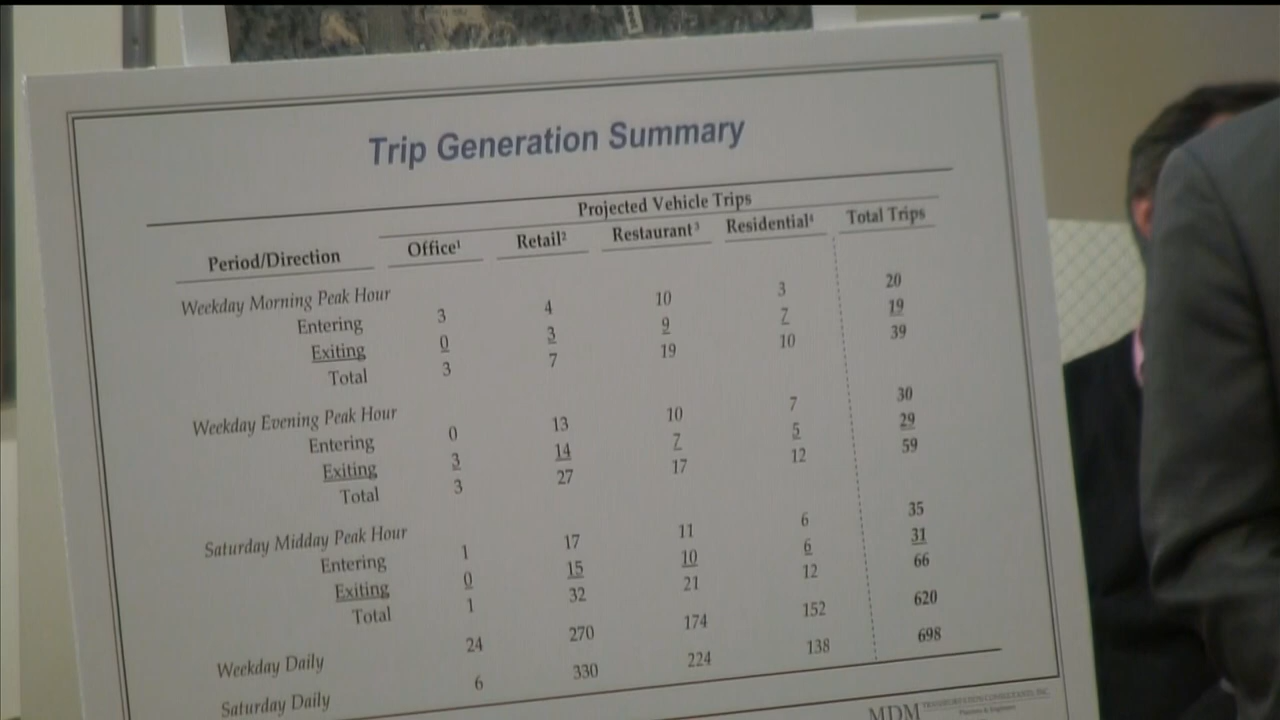 Trip Generation Summary
Projected Vehicle Trips
Period/Direction Office¹ Retail² Restaurant³ Residential⁴ Total Trips
Weekday Morning Peak Hour
Entering 3 4 10 3 20
Exiting 0 3 9 7 19
Total 3 7 19 10 39
Weekday Evening Peak Hour
Entering 0 13 10 7 30
Exiting 3 14 7 5 29
Total 3 27 17 12 59
Saturday Midday Peak Hour
Entering 1 17 11 6 35
Exiting 0 15 10 6 31
Total 1 32 21 12 66
Weekday Daily 24 270 174 152 620
Saturday Daily 6 330 224 138 698
MDM TRANSPORTATION CONSULTANTS, INC.